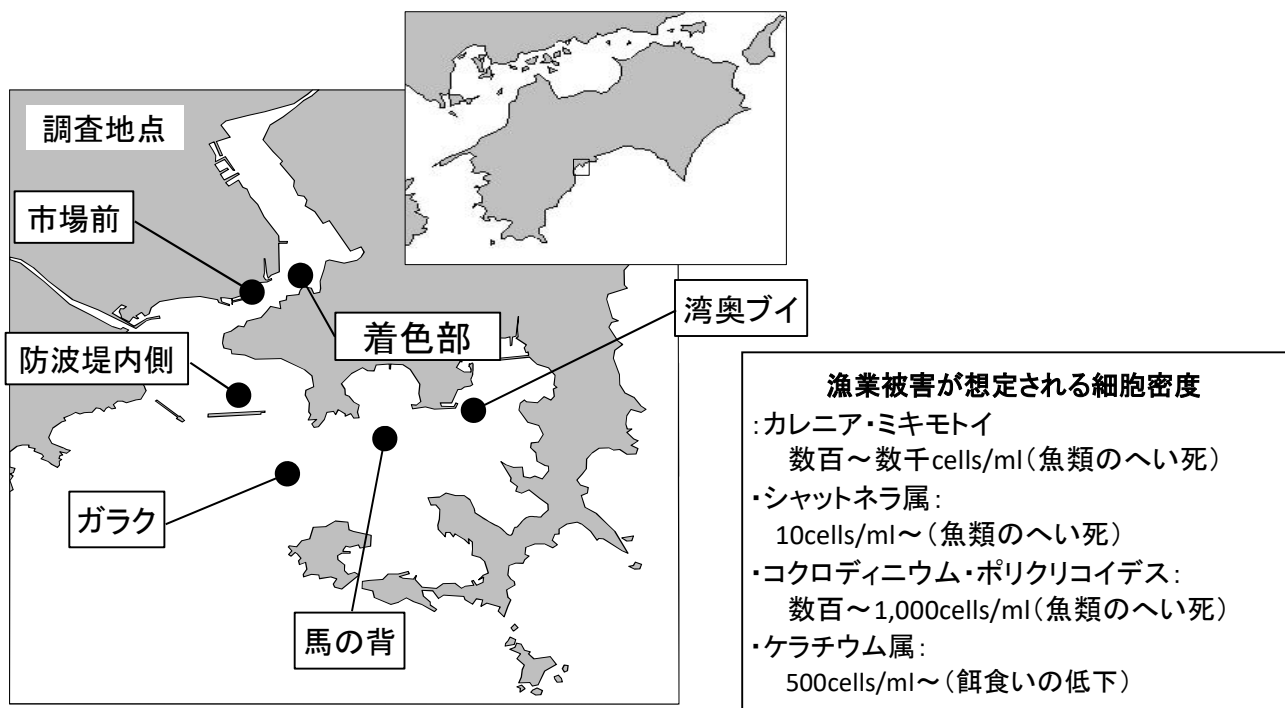 調査地点
市場前
着色部
湾奥ブイ
防波堤内側
ガラク
馬の背
漁業被害が想定される細胞密度
:カレニア・ミキモトイ
数百~数千cells/ml(魚類のへい死)
・シャットネラ属:
10cells/ml~(魚類のへい死)
・コクロディニウム・ポリクリコイデス:
数百~1,000cells/ml(魚類のへい死)
・ケラチウム属:
500cells/ml~(餌食いの低下)